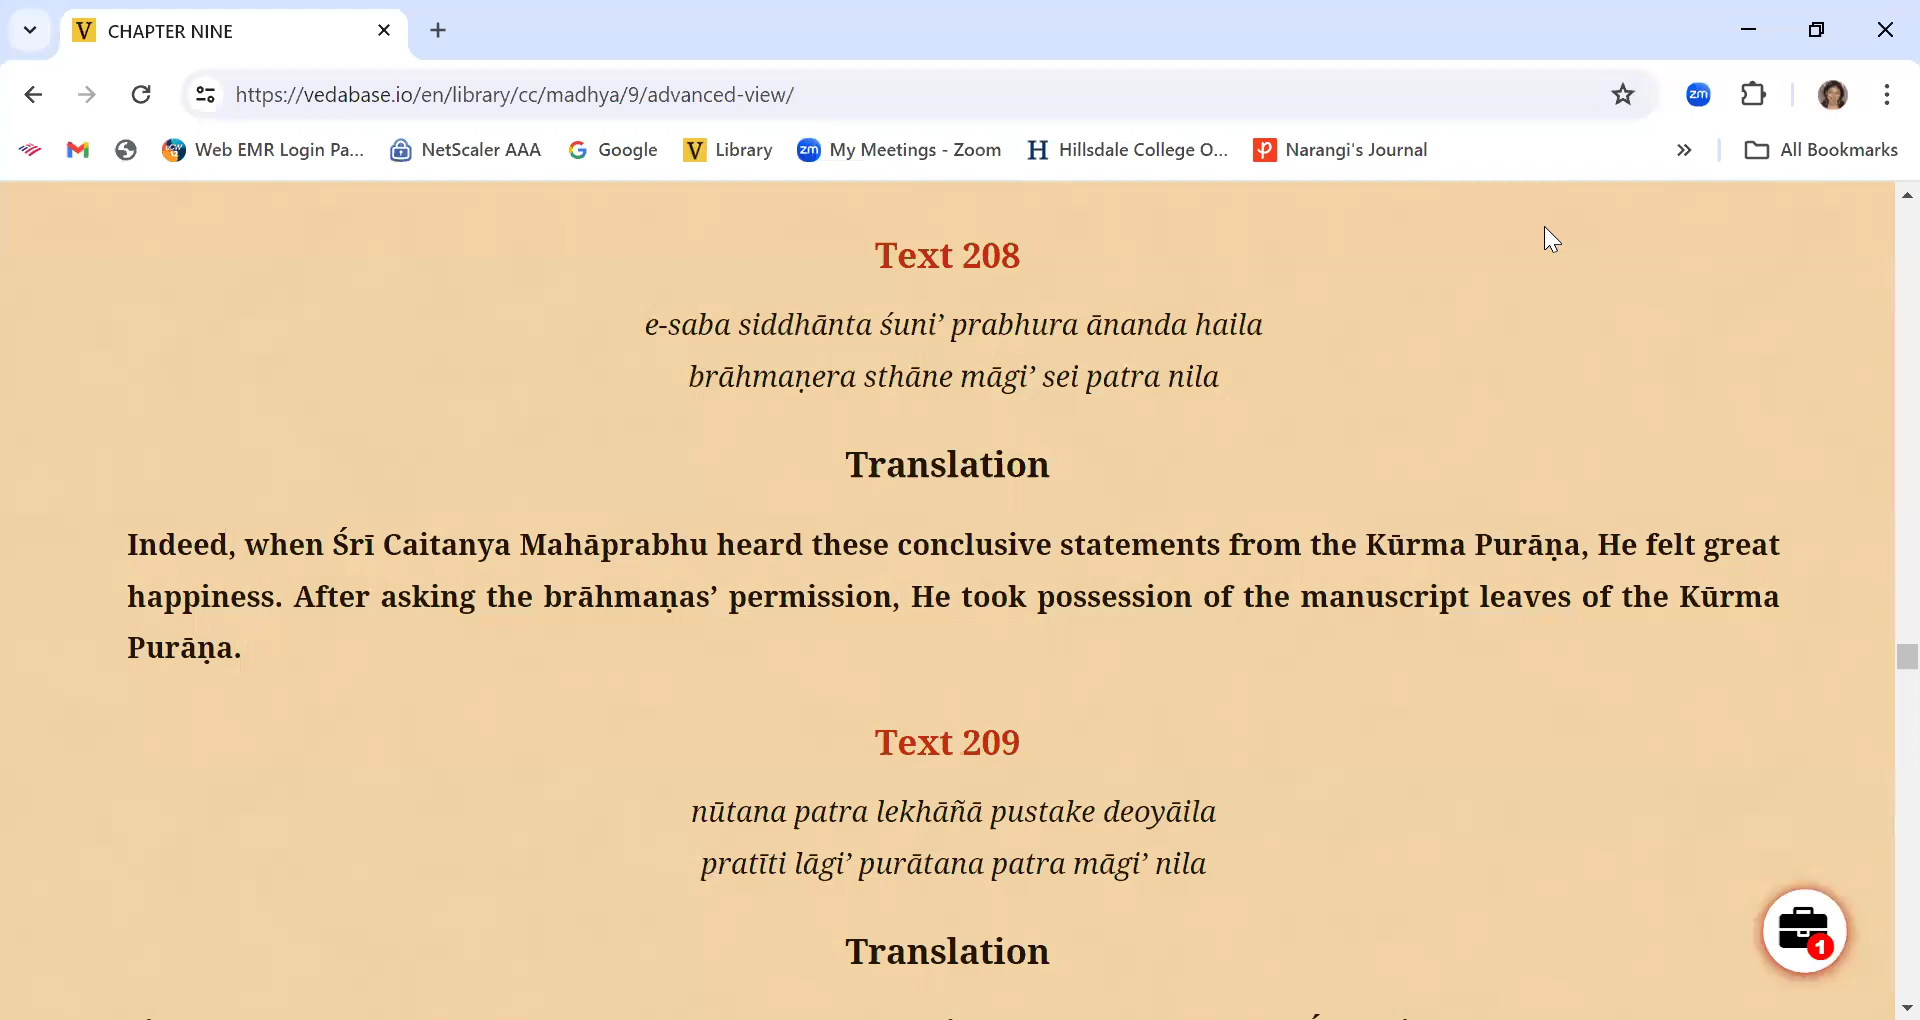 CHAPTER NINE
https://vedabase.io/en/library/cc/madhya/9/advanced-view/
zm
Web EMR Login Pa... NetScaler AAA Google Library My Meetings - Zoom Hillsdale College O... Narangi's Journal All Bookmarks
Text 208
e-saba siddhānta śuni’ prabhura ānanda haila
brāhmaṇera sthāne māgi’ sei patra nila
Translation
Indeed, when Śrī Caitanya Mahāprabhu heard these conclusive statements from the Kūrma Purāṇa, He felt great
happiness. After asking the brāhmaṇas’ permission, He took possession of the manuscript leaves of the Kūrma
Purāṇa.
Text 209
nūtana patra lekhāñā pustake deoyāila
pratīti lāgi’ purātana patra māgi’ nila
1
Translation